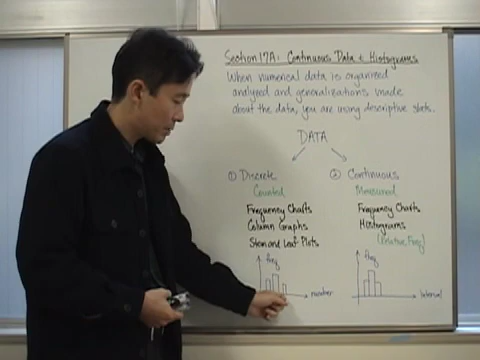 Section 17A: Continuous Data & Histograms
When numerical data is organized
analyzed and generalizations made
about the data, you are using descriptive stats.
DATA
① Discrete
Counted
Frequency Charts
Column Graphs
Stem and Leaf Plots
freq
number
② Continuous
Measured
Frequency Charts
Histograms
(Relative Freq)
freq
interval